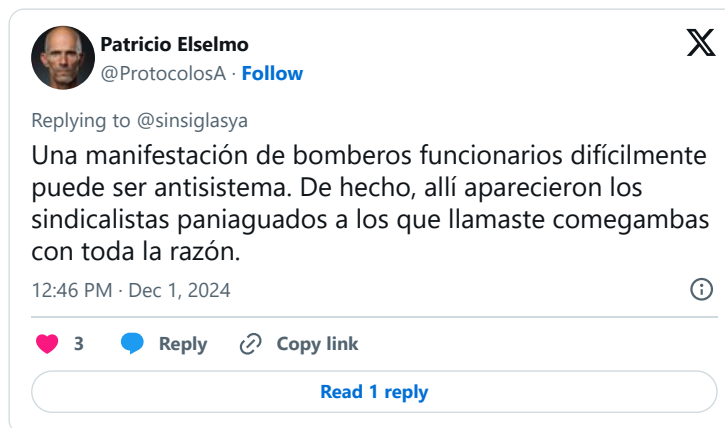 Patricio Elselmo
@ProtocolosA · Follow
Replying to @sinsiglasya
Una manifestación de bomberos funcionarios difícilmente
puede ser antisistema. De hecho, allí aparecieron los
sindicalistas paniaguados a los que llamaste comegambas
con toda la razón.
12:46 PM · Dec 1, 2024
3 Reply Copy link
Read 1 reply